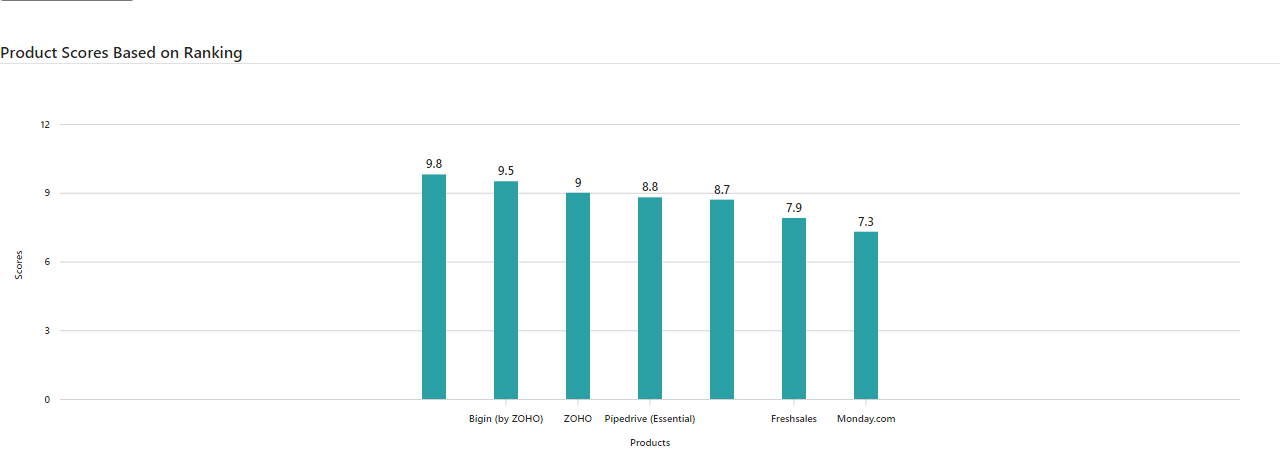 Product Scores Based on Ranking
12
9
6
3
0
Scores
9.8
9.5
9
8.8
8.7
7.9
7.3
Bigin (by ZOHO)
ZOHO
Pipedrive (Essential)
Freshsales
Monday.com
Products